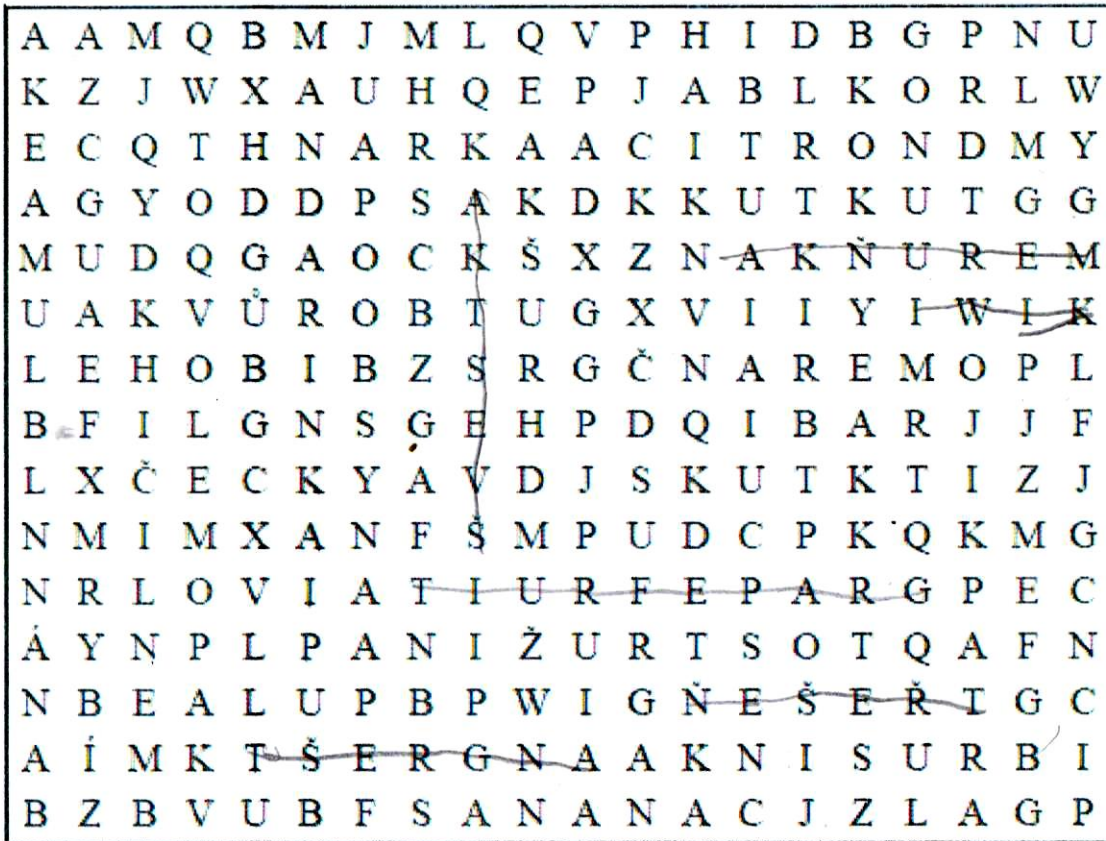 A A M Q B M J M L Q V P H I D B G P N U
K Z J W X A U H Q E P J A B L K O R L W
E C Q T H N A R K A A C I T R O N D M Y
A G Y O D D P S A K D K K U T K U T G G
M U D Q G A O C K Š X Z N A K Ň U R E M
U A K V Ů R O B T U G X V I I Y I W I K
L E H O B I B Z S R G Č N A R E M O P L
B F I L G N S G E H P D Q I B A R J J F
L X Č E C K Y A V D J S K U T K T I Z J
N M I M X A N F Š M P U D C P K Q K M G
N R L O V I A T I U R F E P A R G P E C
Á Y N P L P A N I Ž U R T S O T Q A F N
N B E A L U P B P W I G Ň E Š E Ř T G C
A Í M K T Š E R G N A A K N I S U R B I
B Z B V U B F S A N A N A C J Z L A G P